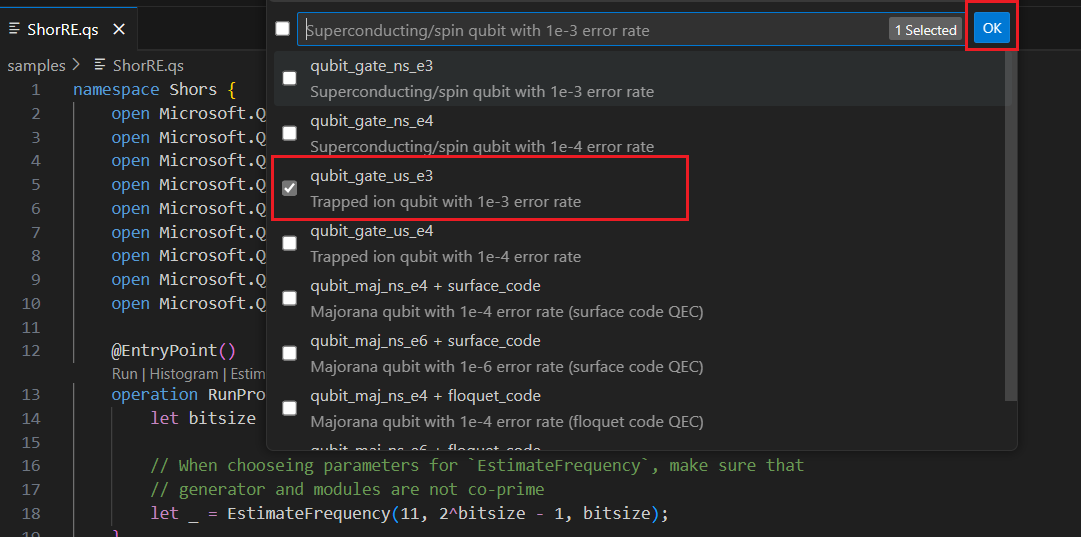 ShorRE.qs
Superconducting/spin qubit with 1e-3 error rate
1 Selected
OK
samples > ShorRE.qs
qubit_gate_ns_e3
Superconducting/spin qubit with 1e-3 error rate
qubit_gate_ns_e4
Superconducting/spin qubit with 1e-4 error rate
qubit_gate_us_e3
Trapped ion qubit with 1e-3 error rate
qubit_gate_us_e4
Trapped ion qubit with 1e-4 error rate
qubit_maj_ns_e4 + surface_code
Majorana qubit with 1e-4 error rate (surface code QEC)
qubit_maj_ns_e6 + surface_code
Majorana qubit with 1e-6 error rate (surface code QEC)
qubit_maj_ns_e4 + floquet_code
Majorana qubit with 1e-4 error rate (floquet code QEC)
qubit_maj_ns_e6 + floquet_code
1 namespace Shors {
2 open Microsoft.Q
3 open Microsoft.Q
4 open Microsoft.Q
5 open Microsoft.Q
6 open Microsoft.Q
7 open Microsoft.Q
8 open Microsoft.Q
9 open Microsoft.Q
10 open Microsoft.Q
11
12 @EntryPoint()
Run | Histogram | Estim
13 operation RunPro
14 let bitsize
15
16 // When chooseing parameters for `EstimateFrequency`, make sure that
17 // generator and modules are not co-prime
18 let _ = EstimateFrequency(11, 2^bitsize - 1, bitsize);
19 }